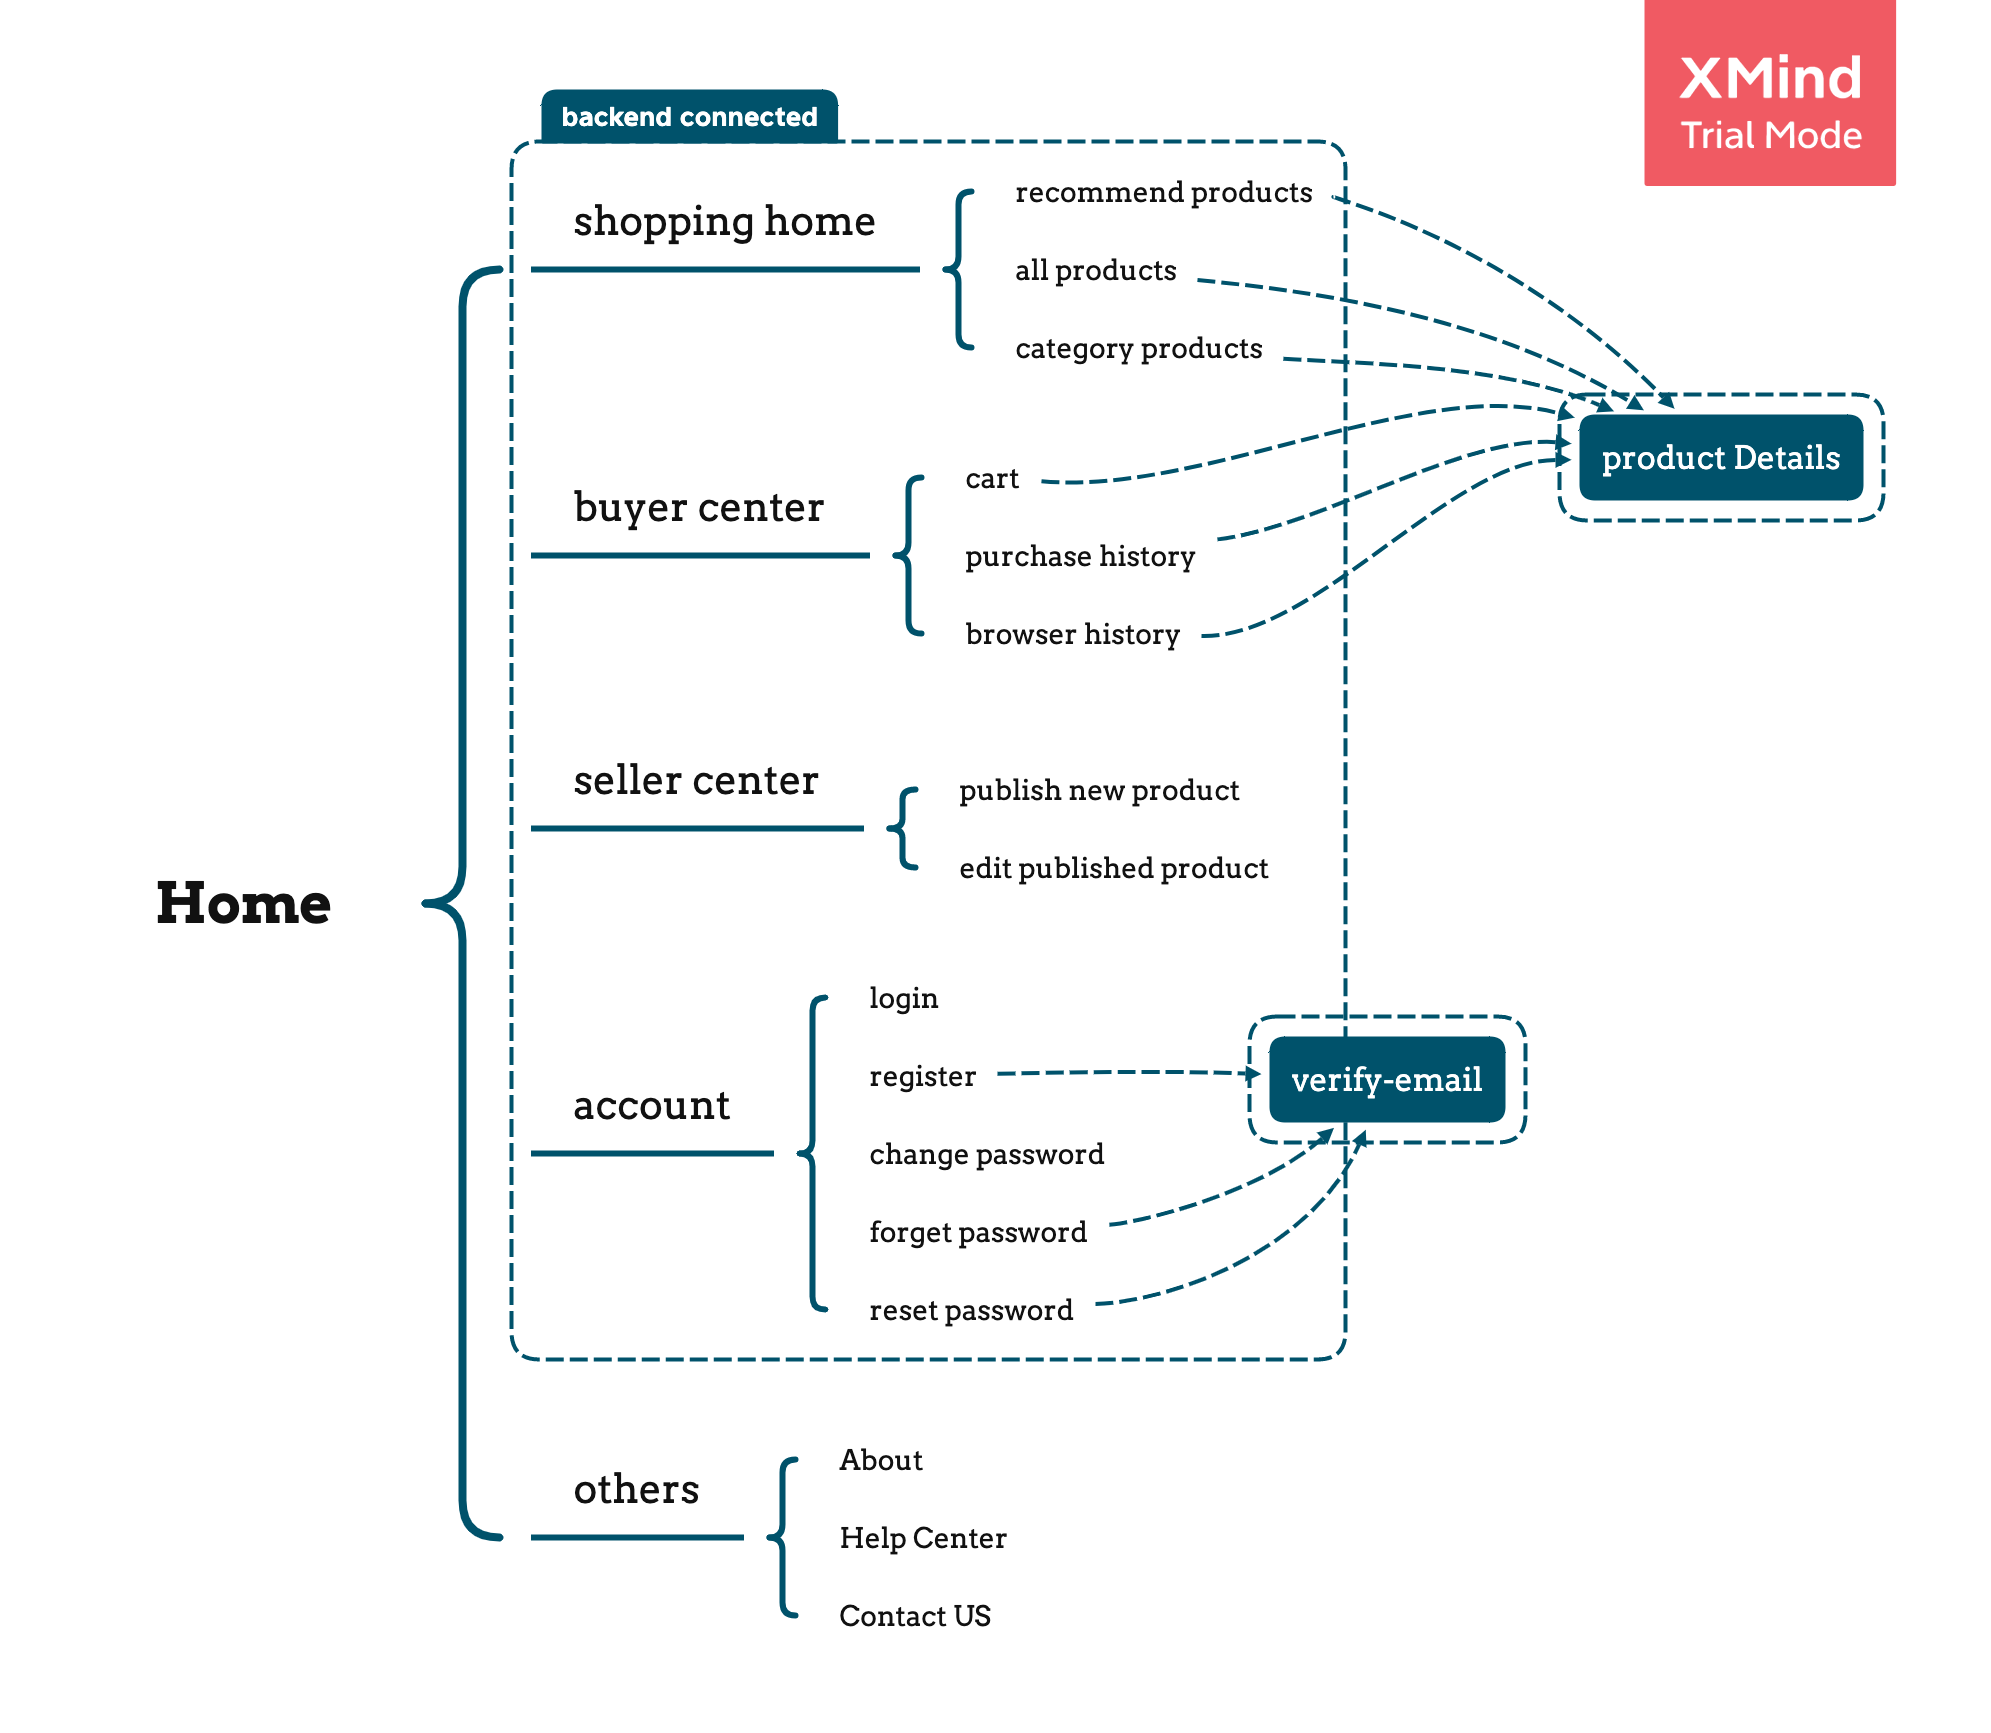 XMind
Trial Mode
backend connected
shopping home
recommend products
all products
category products
product Details
buyer center
cart
purchase history
browser history
seller center
publish new product
edit published product
Home
account
login
register
verify-email
change password
forget password
reset password
others
About
Help Center
Contact US